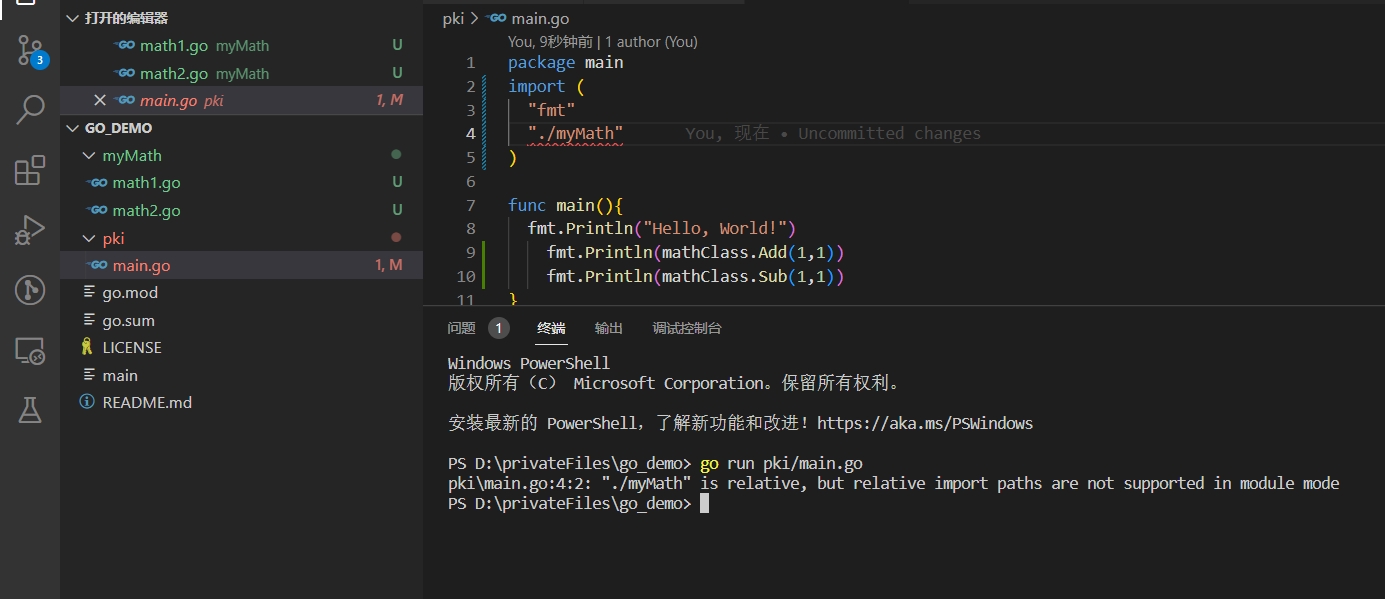 打开的编辑器
GO math1.go myMath U
GO math2.go myMath U
GO main.go pki 1, M
GO_DEMO
myMath
GO math1.go U
GO math2.go U
pki
GO main.go 1, M
go.mod
go.sum
LICENSE
main
README.md
3
pki > GO main.go
You, 9秒钟前 | 1 author (You)
1 package main
2 import (
3 "fmt"
4 "./myMath" You, 现在 • Uncommitted changes
5 )
6
7 func main(){
8 fmt.Println("Hello, World!")
9 fmt.Println(mathClass.Add(1,1))
10 fmt.Println(mathClass.Sub(1,1))
11 }
问题 1 终端 输出 调试控制台
Windows PowerShell
版权所有（C） Microsoft Corporation。保留所有权利。
安装最新的 PowerShell，了解新功能和改进！https://aka.ms/PSWindows
PS D:\privateFiles\go_demo> go run pki/main.go
pki\main.go:4:2: "./myMath" is relative, but relative import paths are not supported in module mode
PS D:\privateFiles\go_demo>